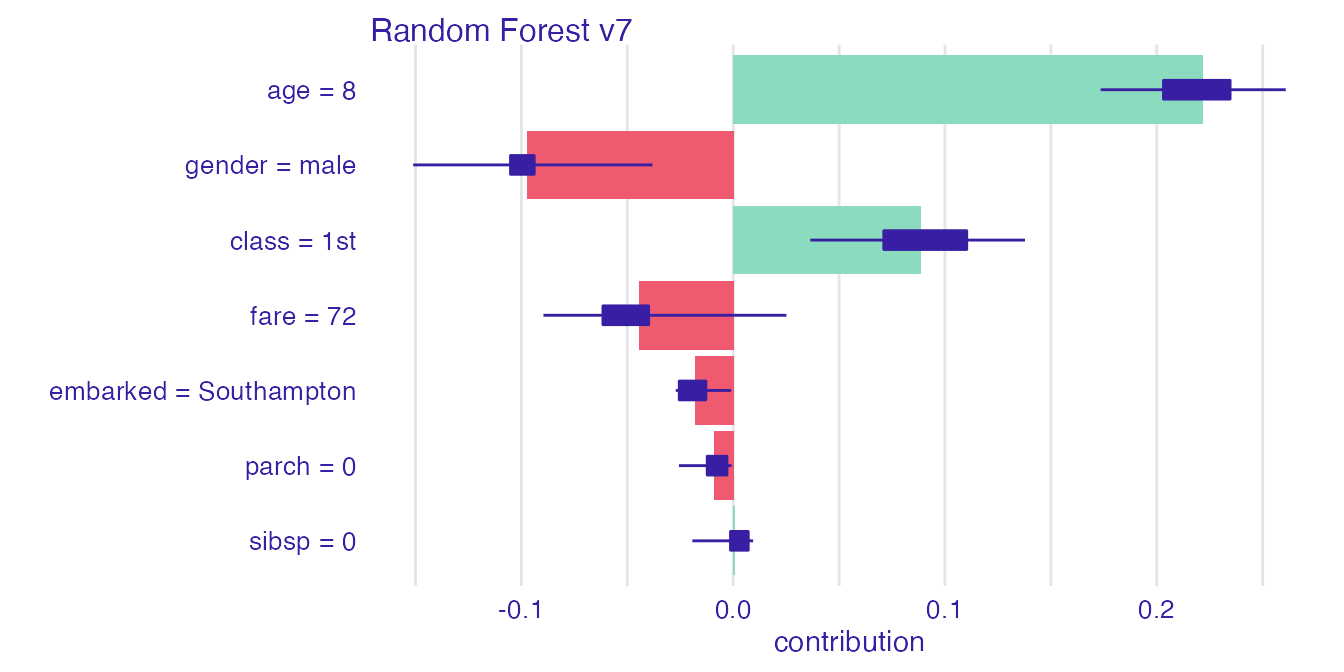 Random Forest v7
age = 8
gender = male
class = 1st
fare = 72
embarked = Southampton
parch = 0
sibsp = 0
-0.1 0.0 0.1 0.2
contribution